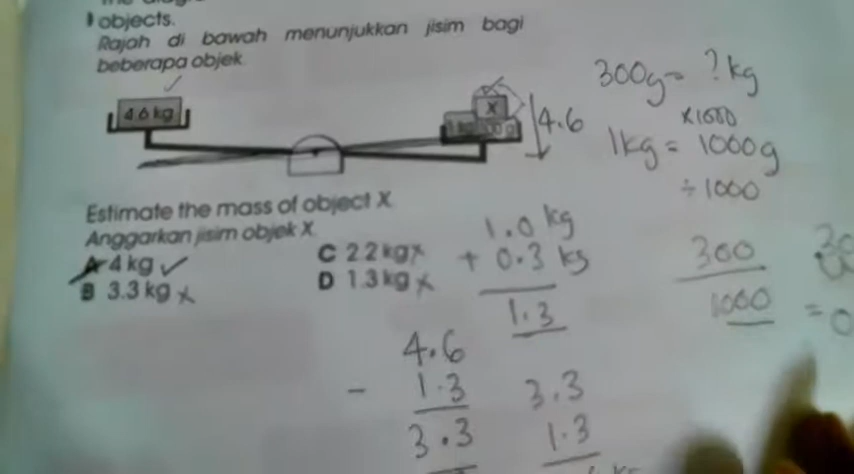 objects.
Rajah di bawah menunjukkan jisim bagi
beberapa objek.
4.6 kg
X
4.6
Estimate the mass of object X.
Anggarkan jisim objek X.
A 4 kg ✓
B 3.3 kg x
C 2.2 kg x
D 1.3 kg x
300g = ? kg
x1000
1kg = 1000g
÷ 1000
1.0 kg
+ 0.3 kg
1.3
300
1000
= 0
4.6
- 1.3
3.3
3.3
1.3